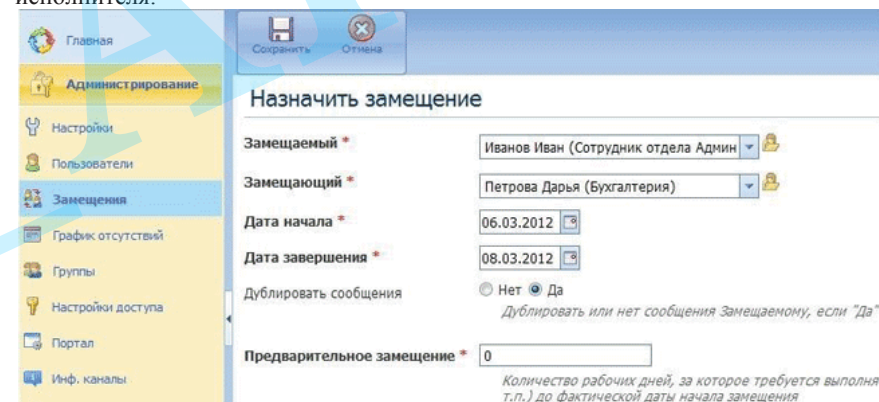 исполнителя.
Главная
Администрирование
Настройки
Пользователи
Замещения
График отсутствий
Группы
Настройки доступа
Портал
Инф. каналы
Сохранить
Отмена
Назначить замещение
Замещаемый *
Иванов Иван (Сотрудник отдела Админ
Замещающий *
Петрова Дарья (Бухгалтерия)
Дата начала *
06.03.2012
Дата завершения *
08.03.2012
Дублировать сообщения
Нет Да
Дублировать или нет сообщения Замещаемому, если "Да"
Предварительное замещение *
0
Количество рабочих дней, за которое требуется выполня
т.п.) до фактической даты начала замещения